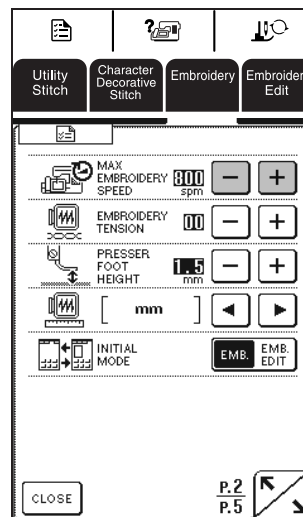 ?
Utility
Stitch
Character
Decorative
Stitch
Embroidery
Embroider
Edit
MAX
EMBROIDERY
SPEED
800
spm
− +
EMBROIDERY
TENSION
00
− +
PRESSER
FOOT
HEIGHT
1.5
mm
− +
[ mm ]
INITIAL
MODE
EMB.
EMB.
EDIT
CLOSE
P.2
P.5